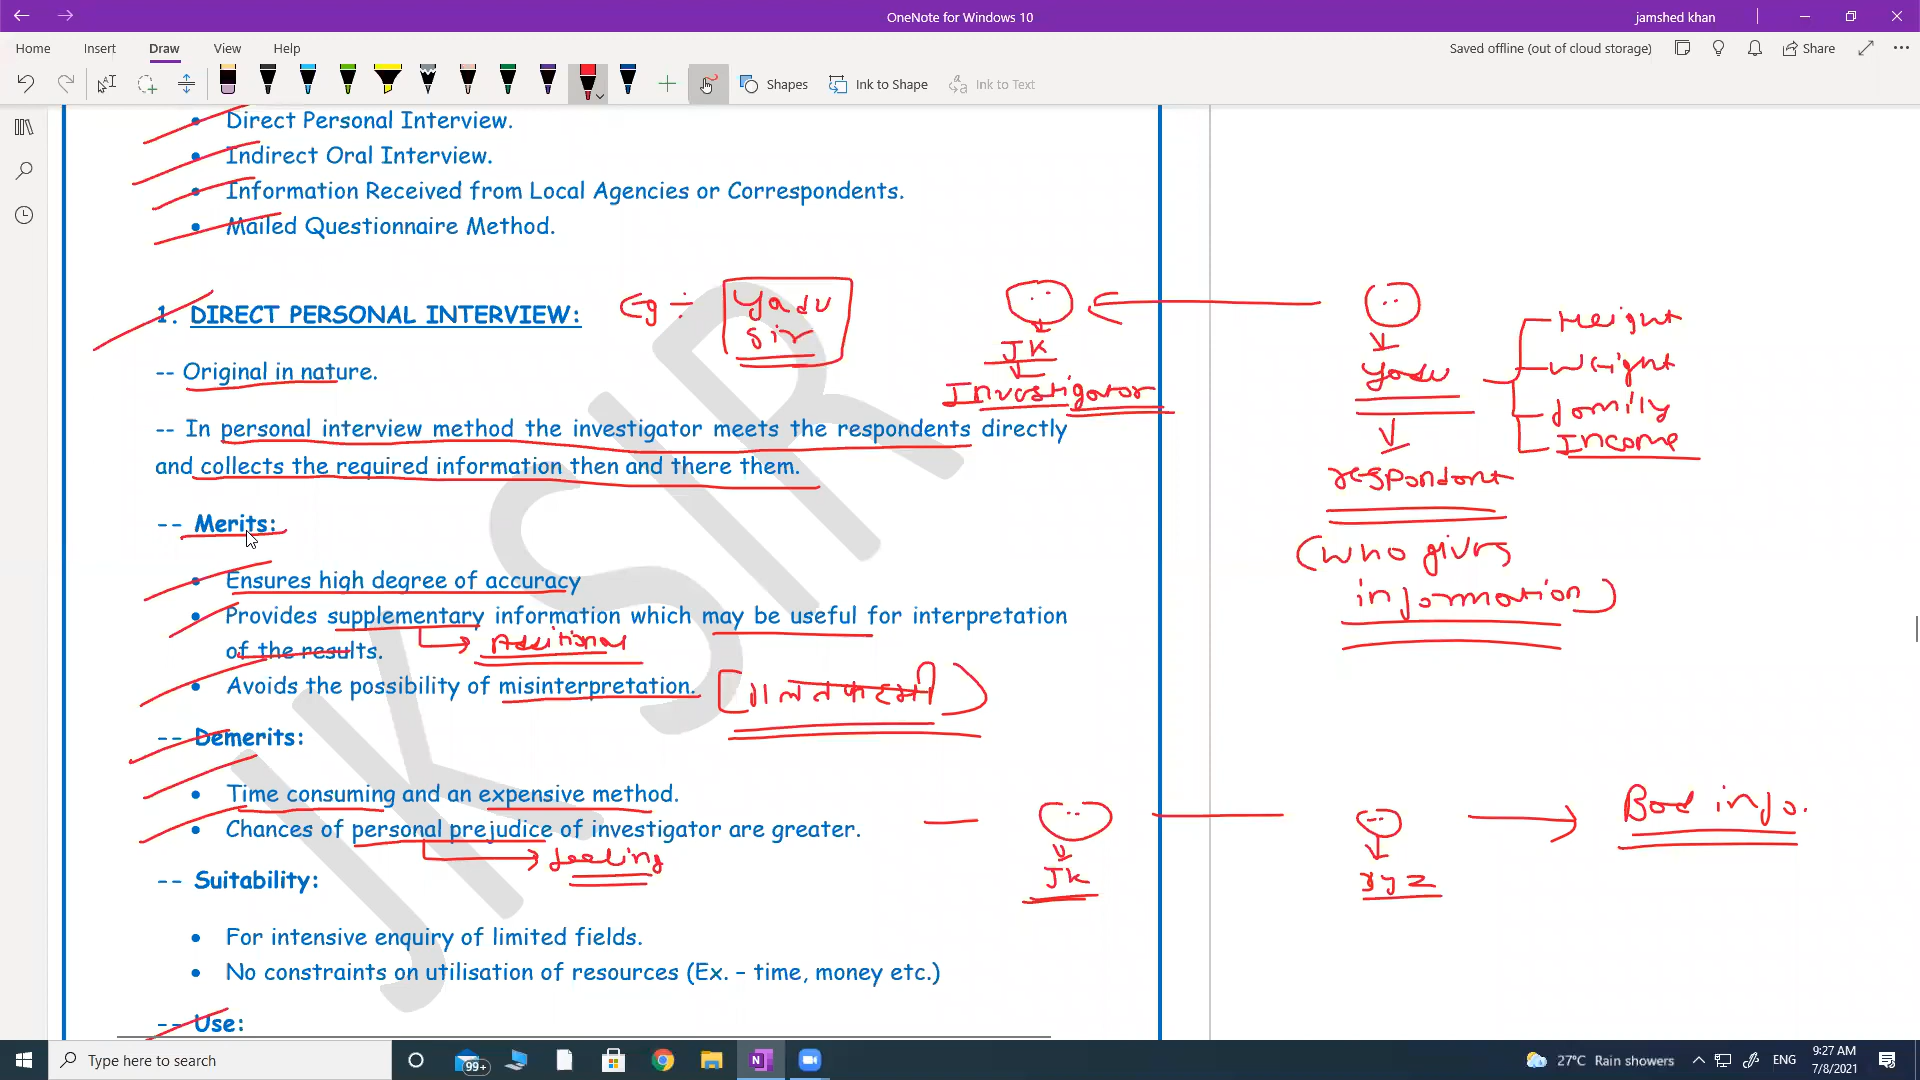 OneNote for Windows 10
jamshed khan
Home Insert Draw View Help
Saved offline (out of cloud storage)
Share
Shapes
Ink to Shape
Ink to Text
• Direct Personal Interview.
• Indirect Oral Interview.
• Information Received from Local Agencies or Correspondents.
• Mailed Questionnaire Method.
1. DIRECT PERSONAL INTERVIEW:
Eg ÷ Yadu
Sir
JK
Investigator
Yadu
Height
Weight
family
Income
respondent
(who gives
information)
-- Original in nature.
-- In personal interview method the investigator meets the respondents directly
and collects the required information then and there them.
-- Merits:
• Ensures high degree of accuracy
• Provides supplementary information which may be useful for interpretation
of the results.
Additional
• Avoids the possibility of misinterpretation.
-- Demerits:
• Time consuming and an expensive method.
• Chances of personal prejudice of investigator are greater.
feeling
JK
xyz
Bad info.
-- Suitability:
• For intensive enquiry of limited fields.
• No constraints on utilisation of resources (Ex. – time, money etc.)
-- Use:
JK SIR
Type here to search
99+
27°C Rain showers
ENG
9:27 AM
7/8/2021